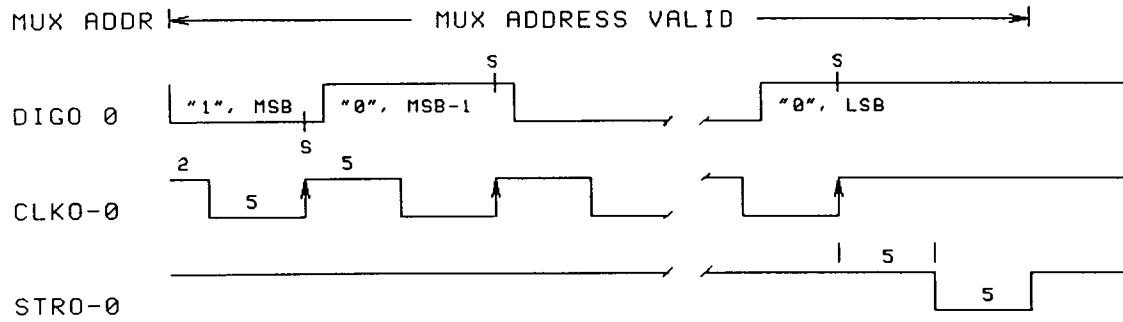 MUX ADDR MUX ADDRESS VALID
S S
DIGO 0 "1", MSB "0", MSB-1 "0", LSB
S
2 5
CLKO-0 5
5
STRO-0 5